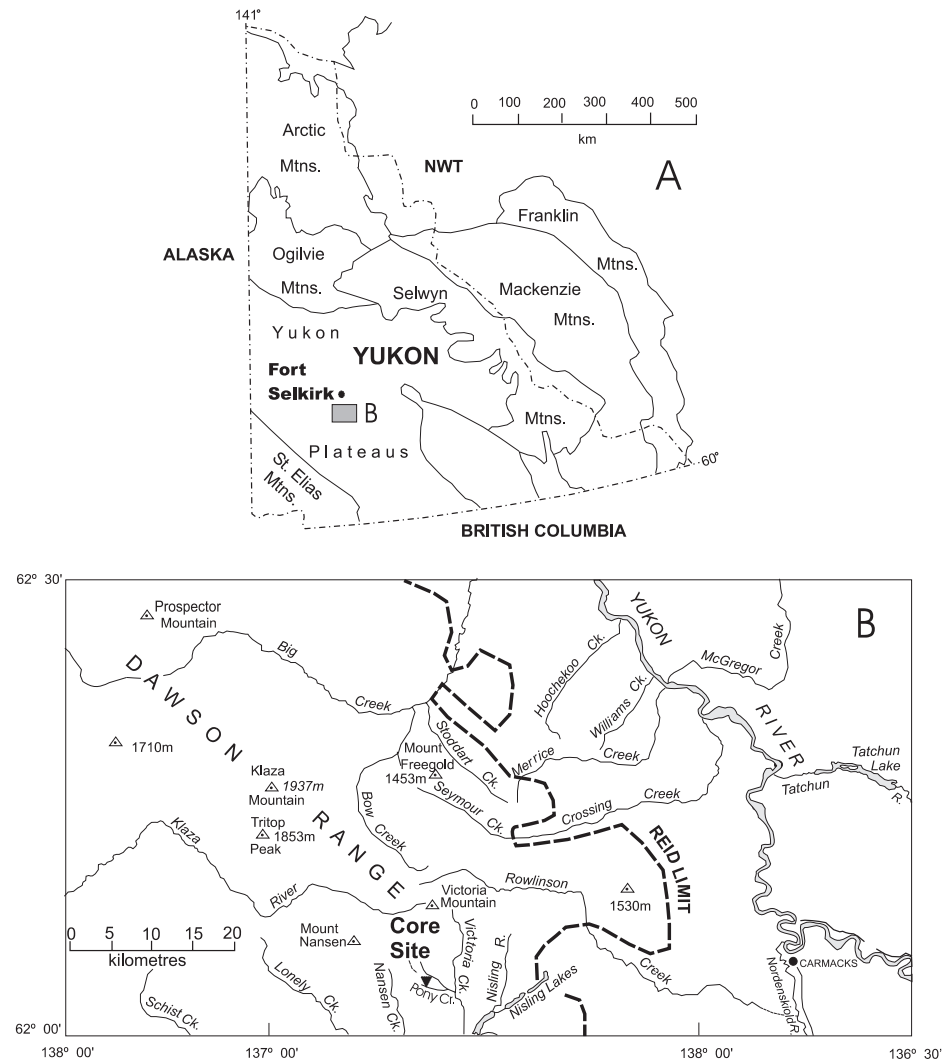 141°
0 100 200 300 400 500
km
A
Arctic
Mtns.
NWT
Franklin
Mtns.
ALASKA
Ogilvie
Mtns.
Selwyn
Mackenzie
Mtns.
Yukon
YUKON
Fort
Selkirk
B
Mtns.
Plateaus
St. Elias
Mtns.
60°
BRITISH COLUMBIA
62° 30'
B
Prospector
Mountain
Big
Creek
DAWSON RANGE
1710m
Klaza 1937m
Mountain
Tritop
1853m
Peak
Klaza
River
Mount
Freegold
1453m
Stoddart
Ck.
Seymour Ck.
Bow
Creek
Hoochekoo Ck.
Williams Ck.
Merrice
Creek
YUKON
RIVER
McGregor
Creek
Tatchun
Lake
Tatchun
R.
Crossing
Creek
REID LIMIT
1530m
Rowlinson
Creek
Victoria
Mountain
Victoria Ck.
Core
Site
Pony Cr.
Mount
Nansen
Nansen Ck.
Nisling R.
Nisling Lakes
Lonely
Ck.
Schist Ck.
0 5 10 15 20
kilometres
CARMACKS
Nordenskiold
R.
62° 00'
138° 00'
137° 00'
138° 00'
136° 30'